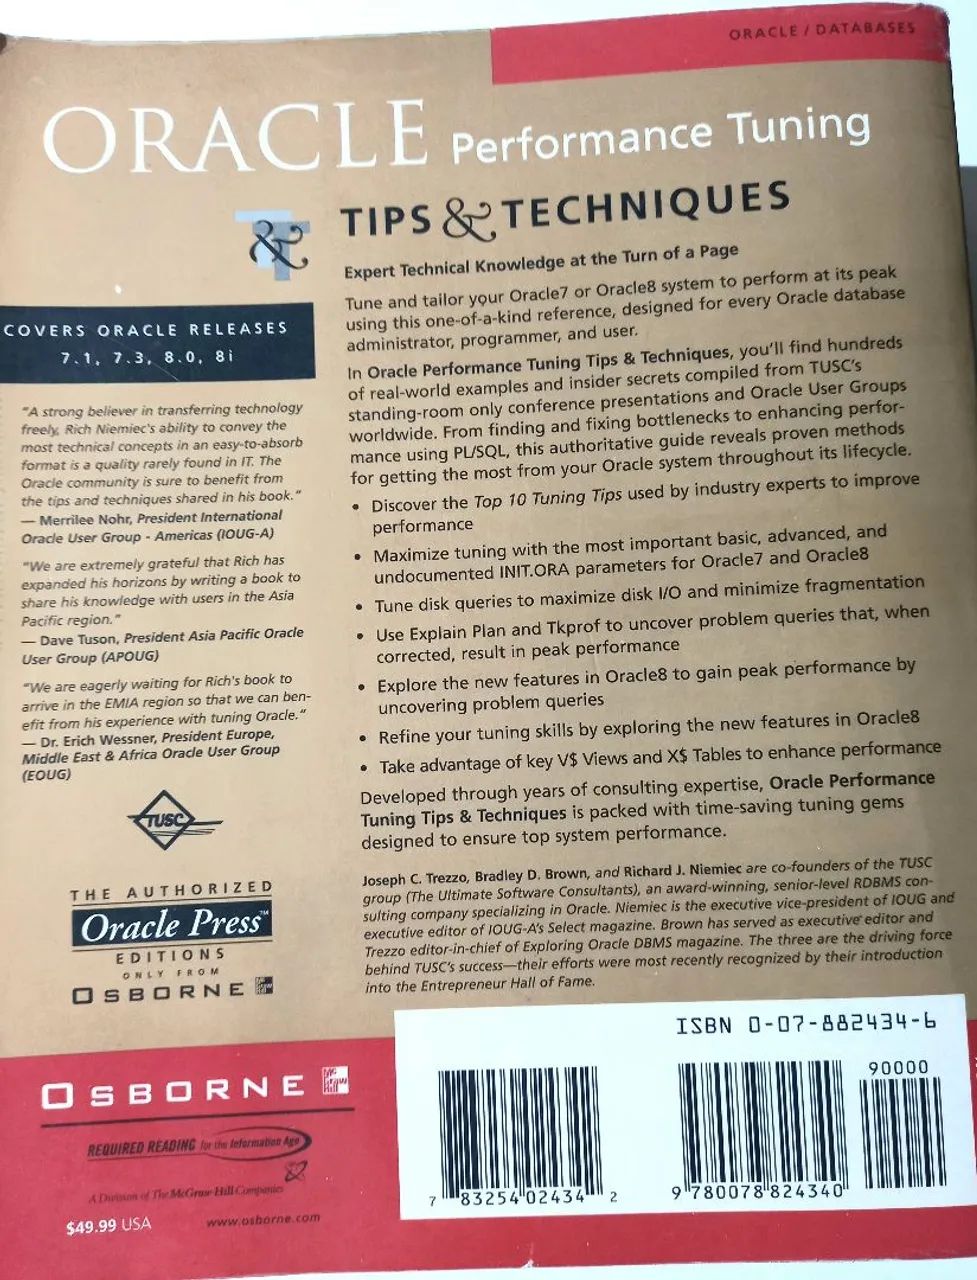 ORACLE / DATABASES
ORACLE Performance Tuning
TIPS & TECHNIQUES
T&T
COVERS ORACLE RELEASES
7.1, 7.3, 8.0, 8i
"A strong believer in transferring technology
freely, Rich Niemiec's ability to convey the
most technical concepts in an easy-to-absorb
format is a quality rarely found in IT. The
Oracle community is sure to benefit from
the tips and techniques shared in his book."
— Merrilee Nohr, President International
Oracle User Group - Americas (IOUG-A)
"We are extremely grateful that Rich has
expanded his horizons by writing a book to
share his knowledge with users in the Asia
Pacific region."
— Dave Tuson, President Asia Pacific Oracle
User Group (APOUG)
"We are eagerly waiting for Rich's book to
arrive in the EMIA region so that we can ben-
efit from his experience with tuning Oracle."
— Dr. Erich Wessner, President Europe,
Middle East & Africa Oracle User Group
(EOUG)
TUSC
THE AUTHORIZED
Oracle Press™
EDITIONS
ONLY FROM
OSBORNE
Expert Technical Knowledge at the Turn of a Page
Tune and tailor your Oracle7 or Oracle8 system to perform at its peak
using this one-of-a-kind reference, designed for every Oracle database
administrator, programmer, and user.
In Oracle Performance Tuning Tips & Techniques, you'll find hundreds
of real-world examples and insider secrets compiled from TUSC's
standing-room only conference presentations and Oracle User Groups
worldwide. From finding and fixing bottlenecks to enhancing perfor-
mance using PL/SQL, this authoritative guide reveals proven methods
for getting the most from your Oracle system throughout its lifecycle.
• Discover the Top 10 Tuning Tips used by industry experts to improve
performance
• Maximize tuning with the most important basic, advanced, and
undocumented INIT.ORA parameters for Oracle7 and Oracle8
• Tune disk queries to maximize disk I/O and minimize fragmentation
• Use Explain Plan and Tkprof to uncover problem queries that, when
corrected, result in peak performance
• Explore the new features in Oracle8 to gain peak performance by
uncovering problem queries
• Refine your tuning skills by exploring the new features in Oracle8
• Take advantage of key V$ Views and X$ Tables to enhance performance
Developed through years of consulting expertise, Oracle Performance
Tuning Tips & Techniques is packed with time-saving tuning gems
designed to ensure top system performance.
Joseph C. Trezzo, Bradley D. Brown, and Richard J. Niemiec are co-founders of the TUSC
group (The Ultimate Software Consultants), an award-winning, senior-level RDBMS con-
sulting company specializing in Oracle. Niemiec is the executive vice-president of IOUG and
executive editor of IOUG-A's Select magazine. Brown has served as executive editor and
Trezzo editor-in-chief of Exploring Oracle DBMS magazine. The three are the driving force
behind TUSC's success—their efforts were most recently recognized by their introduction
into the Entrepreneur Hall of Fame.
OSBORNE
Mc
Graw
Hill
REQUIRED READING for the Information Age
A Division of The McGraw-Hill Companies
$49.99 USA
www.osborne.com
ISBN 0-07-882434-6
90000
7 83254 02434 2
9 780078 824340